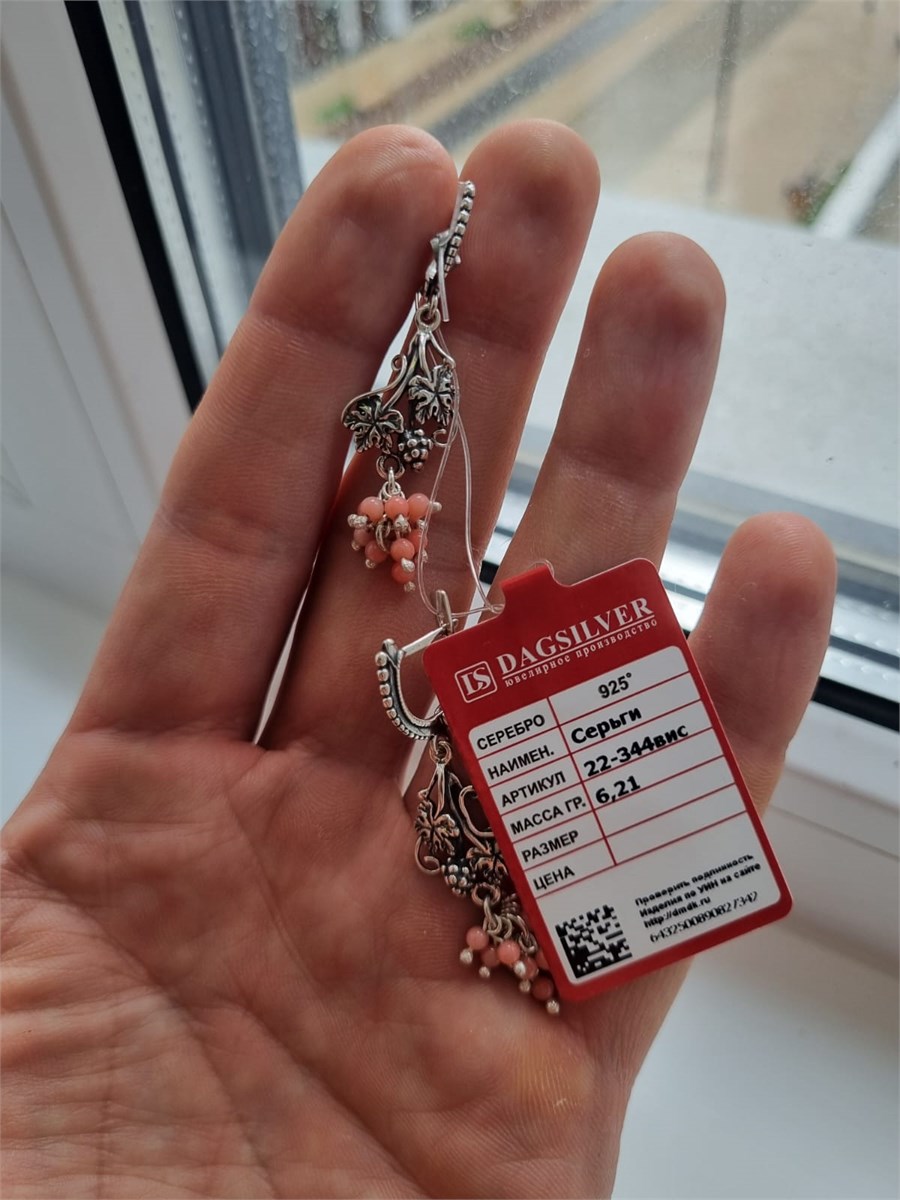 DS DAGSILVER
ювелирное производство
СЕРЕБРО 925°
НАИМЕН. Серьги
АРТИКУЛ 22-344вис
МАССА ГР. 6,21
РАЗМЕР
ЦЕНА
Проверить подлинность
Изделия по УИН на сайте
http://dmdk.ru
6432500890827342